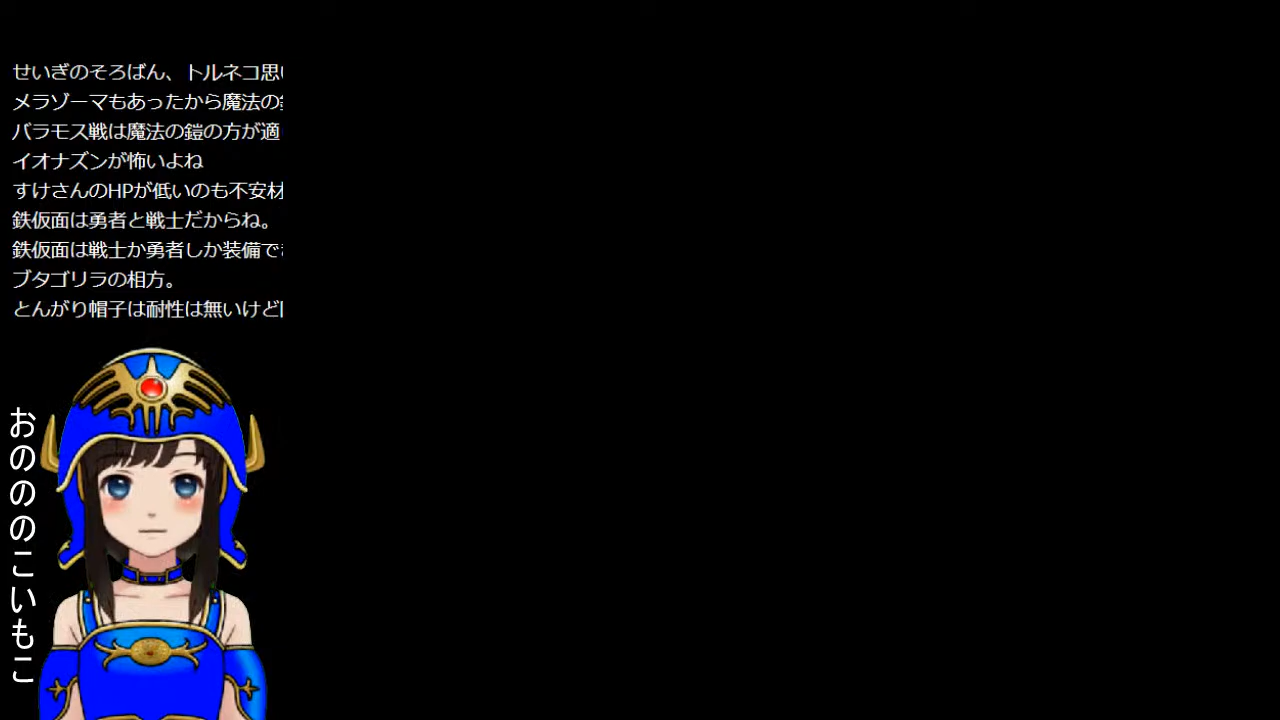 せいぎのそろばん、トルネコ思い
メラゾーマもあったから魔法の
バラモス戦は魔法の鎧の方が適
イオナズンが怖いよね
すけさんのHPが低いのも不安材
鉄仮面は勇者と戦士だからね。
鉄仮面は戦士か勇者しか装備で
ブタゴリラの相方。
とんがり帽子は耐性は無いけど
おののこいもこ